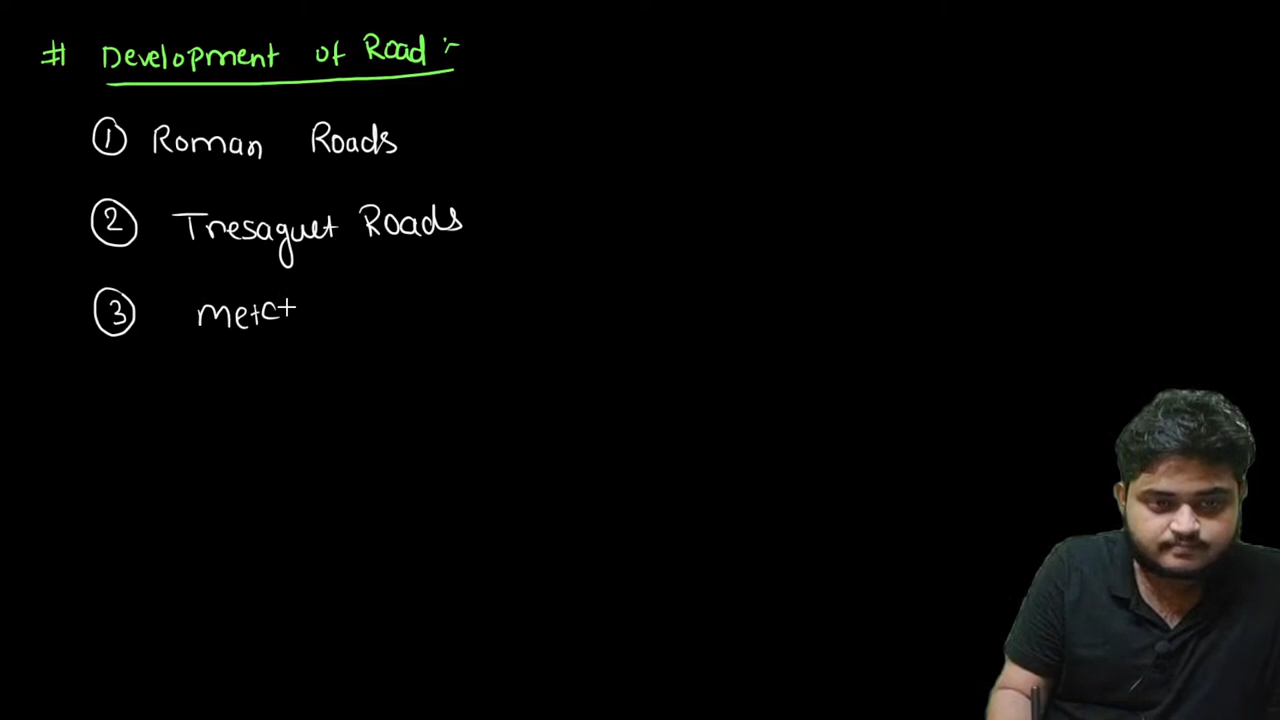 # Development of Road :-
① Roman Roads
② Tresaguet Roads
③ Metct